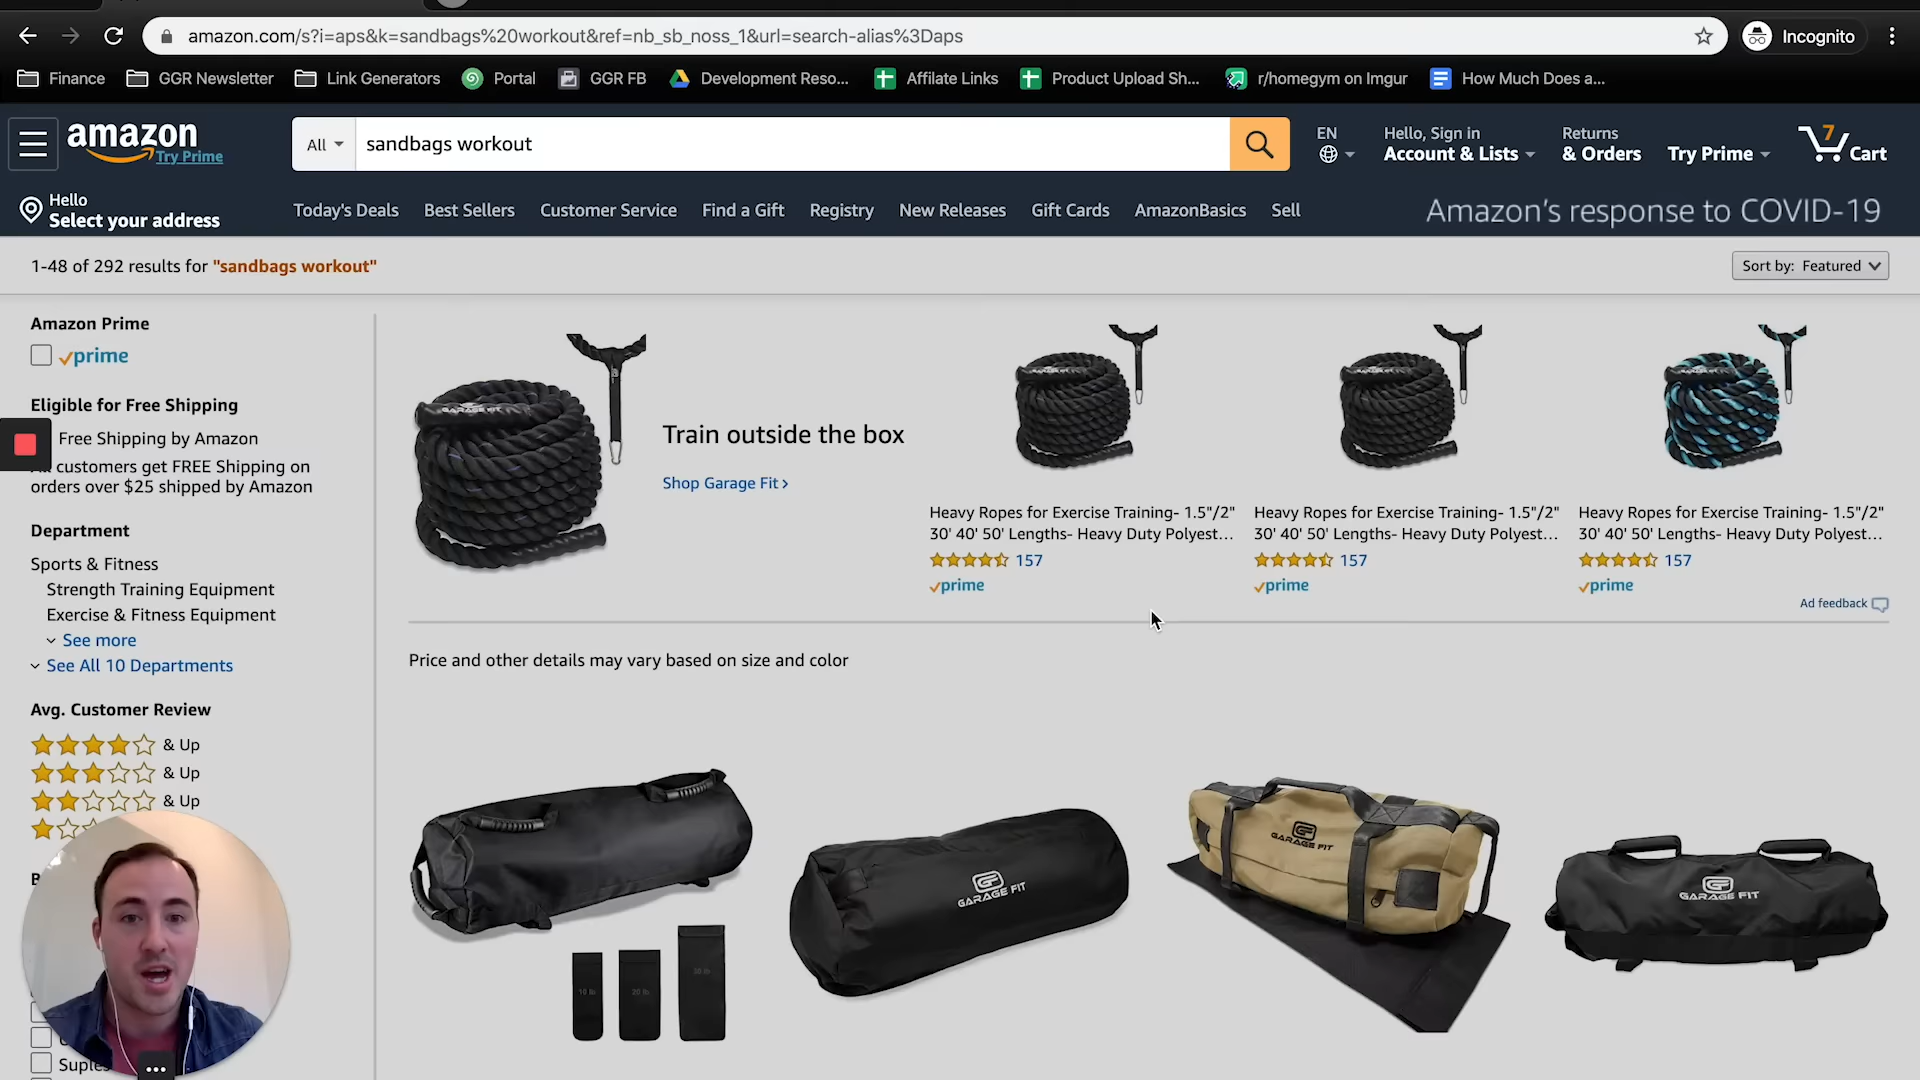 amazon.com/s?i=aps&k=sandbags%20workout&ref=nb_sb_noss_1&url=search-alias%3Daps
Incognito
Finance
GGR Newsletter
Link Generators
Portal
GGR FB
Development Reso...
Affilate Links
Product Upload Sh...
r/homegym on Imgur
How Much Does a...
amazon
Try Prime
All
sandbags workout
EN
Hello, Sign in
Account & Lists
Returns
& Orders
Try Prime
7
Cart
Hello
Select your address
Today's Deals
Best Sellers
Customer Service
Find a Gift
Registry
New Releases
Gift Cards
AmazonBasics
Sell
Amazon's response to COVID-19
1-48 of 292 results for "sandbags workout"
Sort by: Featured
Amazon Prime
prime
Eligible for Free Shipping
Free Shipping by Amazon
customers get FREE Shipping on
orders over $25 shipped by Amazon
Department
Sports & Fitness
Strength Training Equipment
Exercise & Fitness Equipment
See more
See All 10 Departments
Avg. Customer Review
& Up
& Up
& Up
GARAGE FIT
Train outside the box
Shop Garage Fit ›
Heavy Ropes for Exercise Training- 1.5"/2"
30' 40' 50' Lengths- Heavy Duty Polyest...
157
prime
Heavy Ropes for Exercise Training- 1.5"/2"
30' 40' 50' Lengths- Heavy Duty Polyest...
157
prime
Heavy Ropes for Exercise Training- 1.5"/2"
30' 40' 50' Lengths- Heavy Duty Polyest...
157
prime
Ad feedback
Price and other details may vary based on size and color
10 lb
20 lb
GARAGE FIT
GARAGE FIT
GARAGE FIT